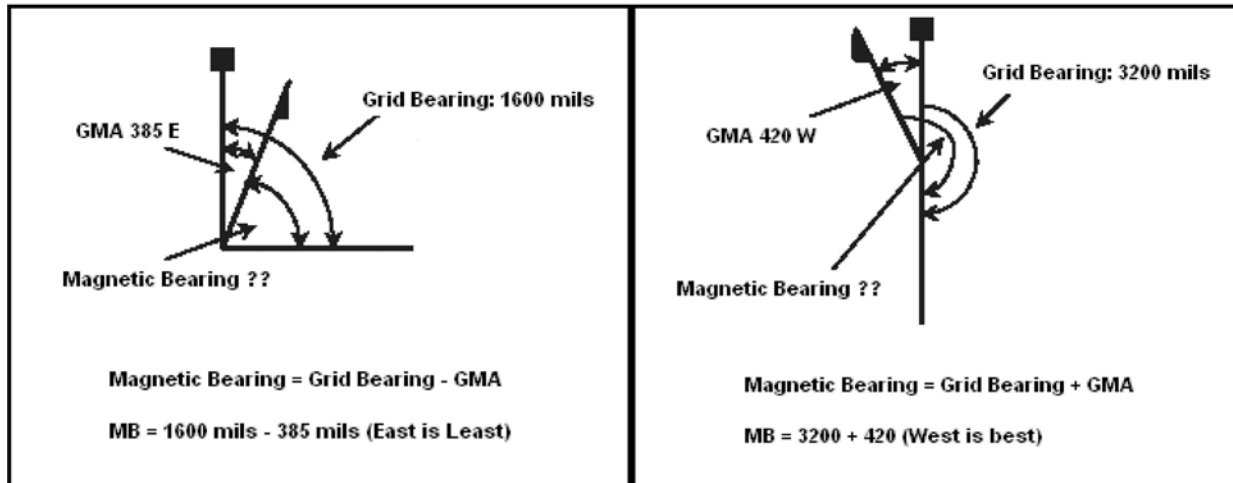 Grid Bearing: 1600 mils
GMA 385 E
Magnetic Bearing ??
Magnetic Bearing = Grid Bearing - GMA
MB = 1600 mils - 385 mils (East is Least)
Grid Bearing: 3200 mils
GMA 420 W
Magnetic Bearing ??
Magnetic Bearing = Grid Bearing + GMA
MB = 3200 + 420 (West is best)